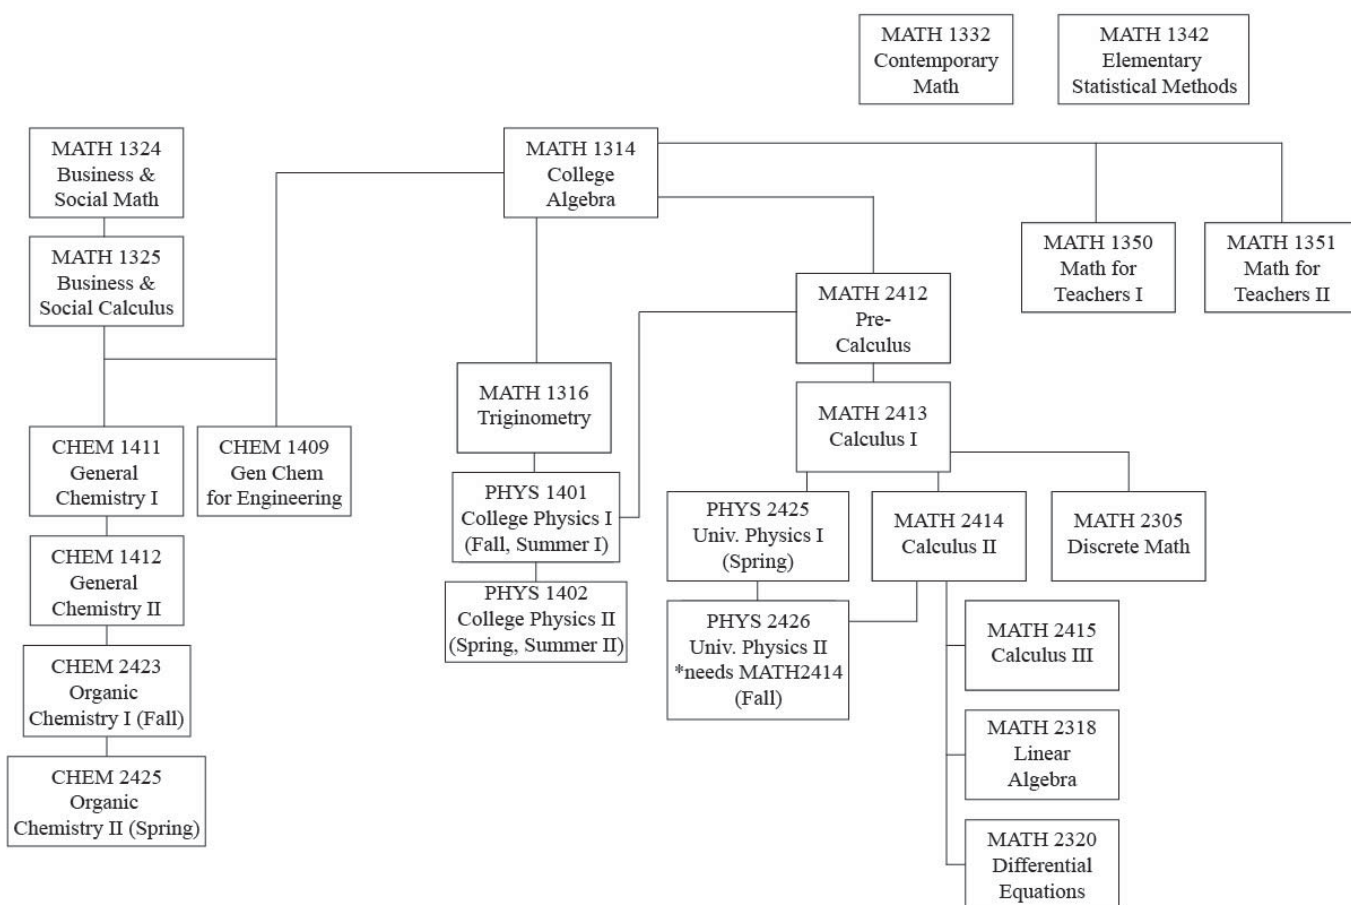 MATH 1332
Contemporary
Math
MATH 1342
Elementary
Statistical Methods
MATH 1324
Business &
Social Math
MATH 1314
College
Algebra
MATH 1325
Business &
Social Calculus
MATH 1350
Math for
Teachers I
MATH 1351
Math for
Teachers II
MATH 2412
Pre-
Calculus
MATH 1316
Triginometry
MATH 2413
Calculus I
CHEM 1411
General
Chemistry I
CHEM 1409
Gen Chem
for Engineering
PHYS 1401
College Physics I
(Fall, Summer I)
PHYS 2425
Univ. Physics I
(Spring)
MATH 2414
Calculus II
MATH 2305
Discrete Math
CHEM 1412
General
Chemistry II
PHYS 1402
College Physics II
(Spring, Summer II)
PHYS 2426
Univ. Physics II
*needs MATH2414
(Fall)
MATH 2415
Calculus III
CHEM 2423
Organic
Chemistry I (Fall)
MATH 2318
Linear
Algebra
CHEM 2425
Organic
Chemistry II (Spring)
MATH 2320
Differential
Equations